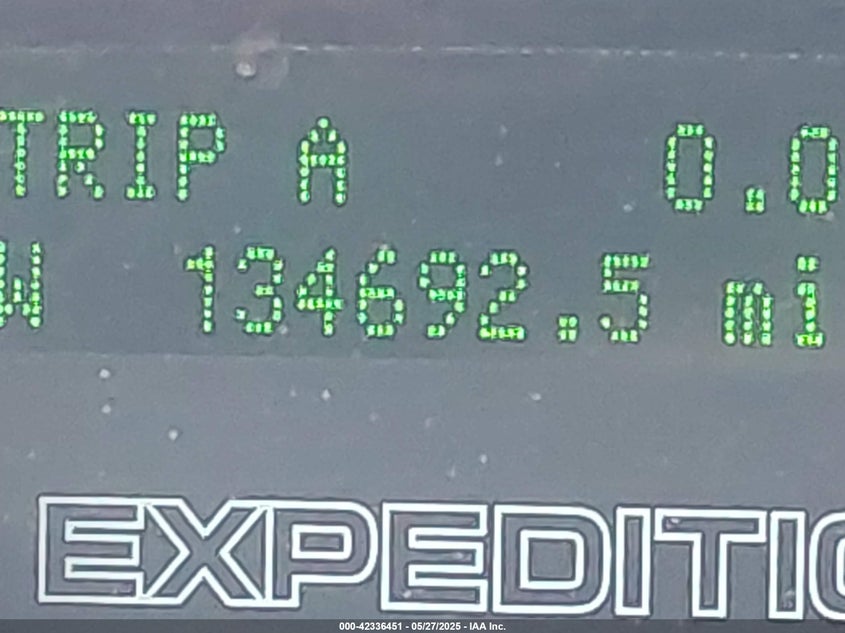 TRIP A 0.0
W 134692.5 mi
EXPEDITIO
000-42336451 - 05/27/2025 - IAA Inc.